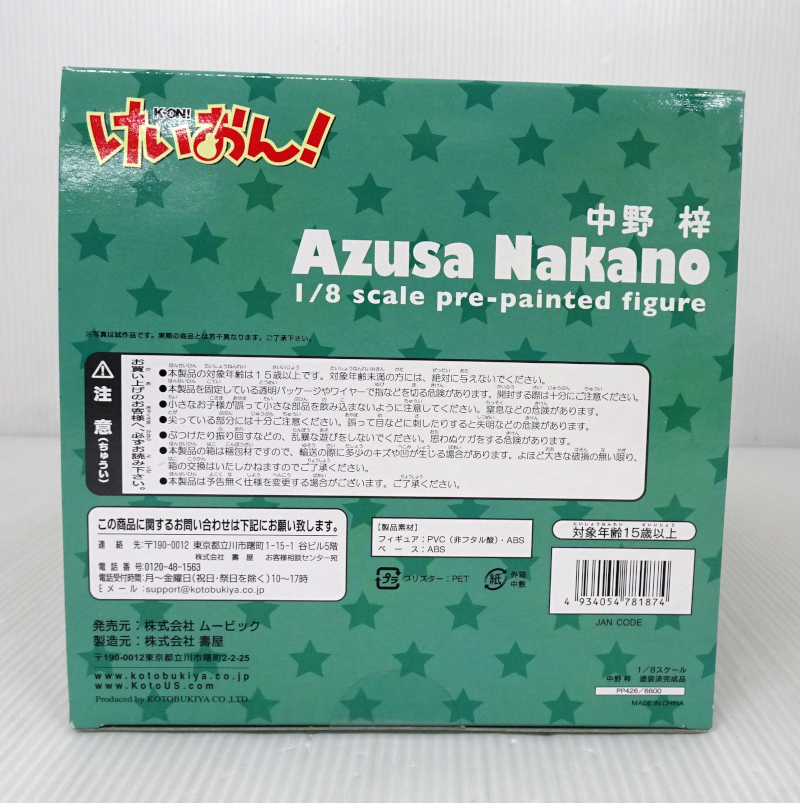 K-ON!
けいおん!
中野 梓
Azusa Nakano
1/8 scale pre-painted figure
※写真は試作品です。実際の商品とは若干異なります。ご了承下さい。
注意(ちゅうい)
お買い上げのお客様へ、必ずお読み下さい。
●本製品の対象年齢は15歳以上です。対象年齢未満の方には、絶対に与えないでください。
●本製品を固定している透明パッケージやワイヤーで指などを切る危険があります。開封する際は十分にご注意ください。
●小さなお子様が誤って小さな部品を飲み込まないように注意してください。窒息などの危険があります。
●尖っている部分には十分ご注意ください。誤って目などに刺したりすると失明などの危険があります。
●ぶつけたり振り回すなどの、乱暴な遊びをしないでください。思わぬケガをする危険があります。
●本製品の箱は梱包材ですので、輸送の際に多少のキズや凹が生じる場合があります。よほど大きな破損の無い限り、
箱の交換はいたしかねますのでご了承ください。
●本製品は予告無く仕様を変更する場合がございます。ご了承ください。
この商品に関するお問い合わせは下記にお願い致します。
連絡先:〒190-0012 東京都立川市曙町1-15-1 谷ビル5階
株式会社 壽屋 お客様相談センター宛
電話番号:0120-48-1563
電話受付時間:月〜金曜日(祝日・祭日を除く)10〜17時
Eメール:support@kotobukiya.co.jp
【製品素材】
フィギュア:PVC(非フタル酸)・ABS
ベース:ABS
プラ
ブリスター:PET
紙
外箱
中敷
対象年齢15歳以上
4 934054 781874
JAN CODE
発売元:株式会社 ムービック
製造元:株式会社 壽屋
〒190-0012東京都立川市曙町2-2-25
www.kotobukiya.co.jp
www.KotoUS.com
Produced by KOTOBUKIYA CO.,LTD.
1/8スケール
中野 梓 塗装済完成品
PP426/6800
MADE IN CHINA